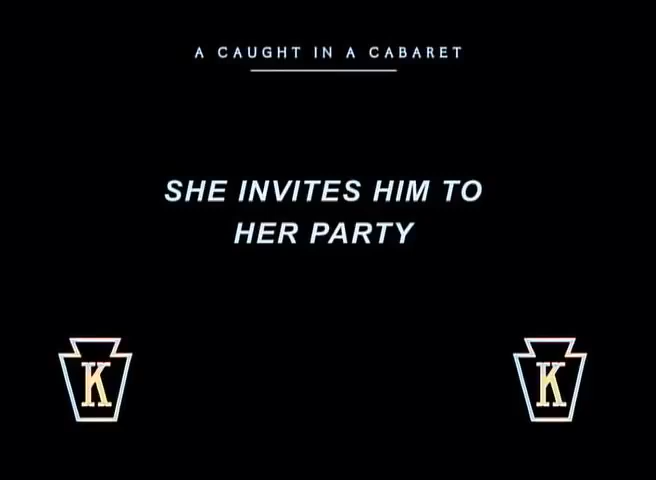 A CAUGHT IN A CABARET
SHE INVITES HIM TO
HER PARTY
K K